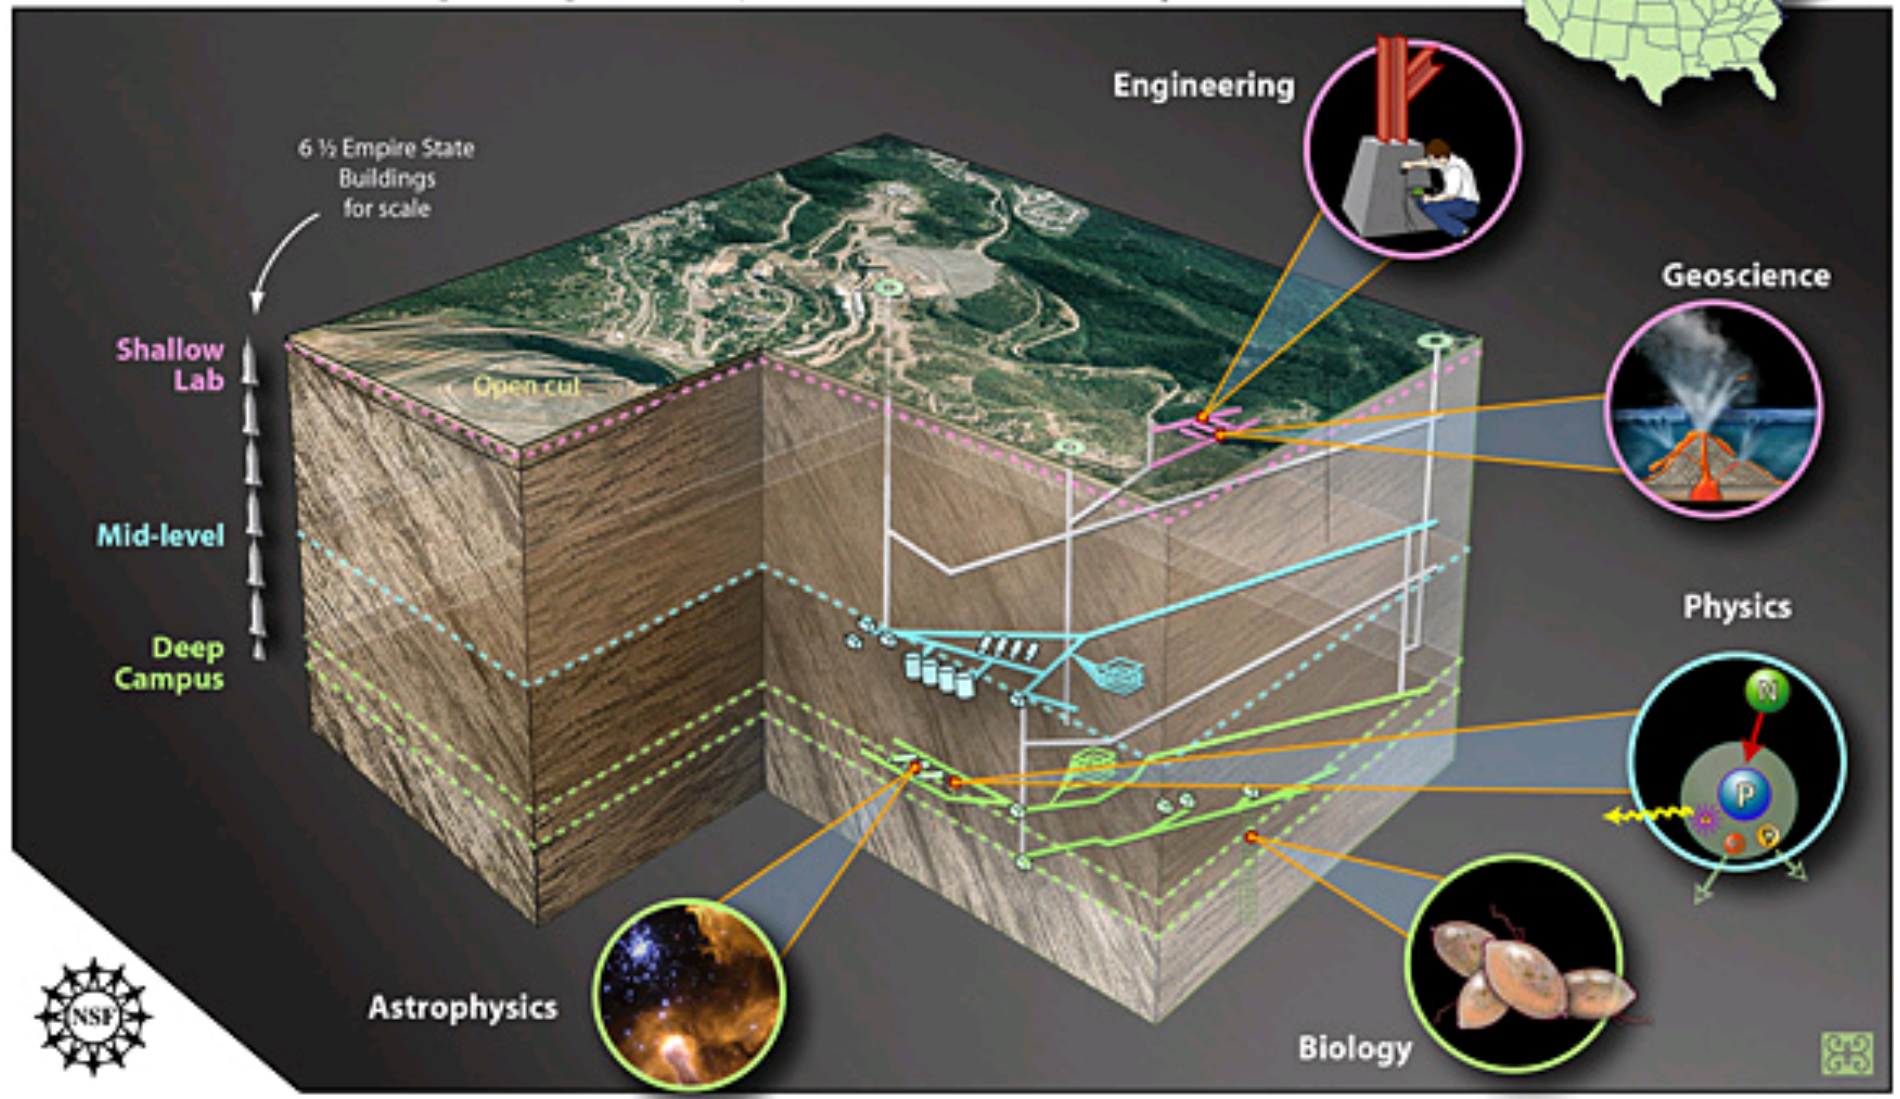 Engineering
6 ½ Empire State
Buildings
for scale
Geoscience
Shallow
Lab
Open cut
Mid-level
Physics
Deep
Campus
N
P
Astrophysics
NSF
Biology